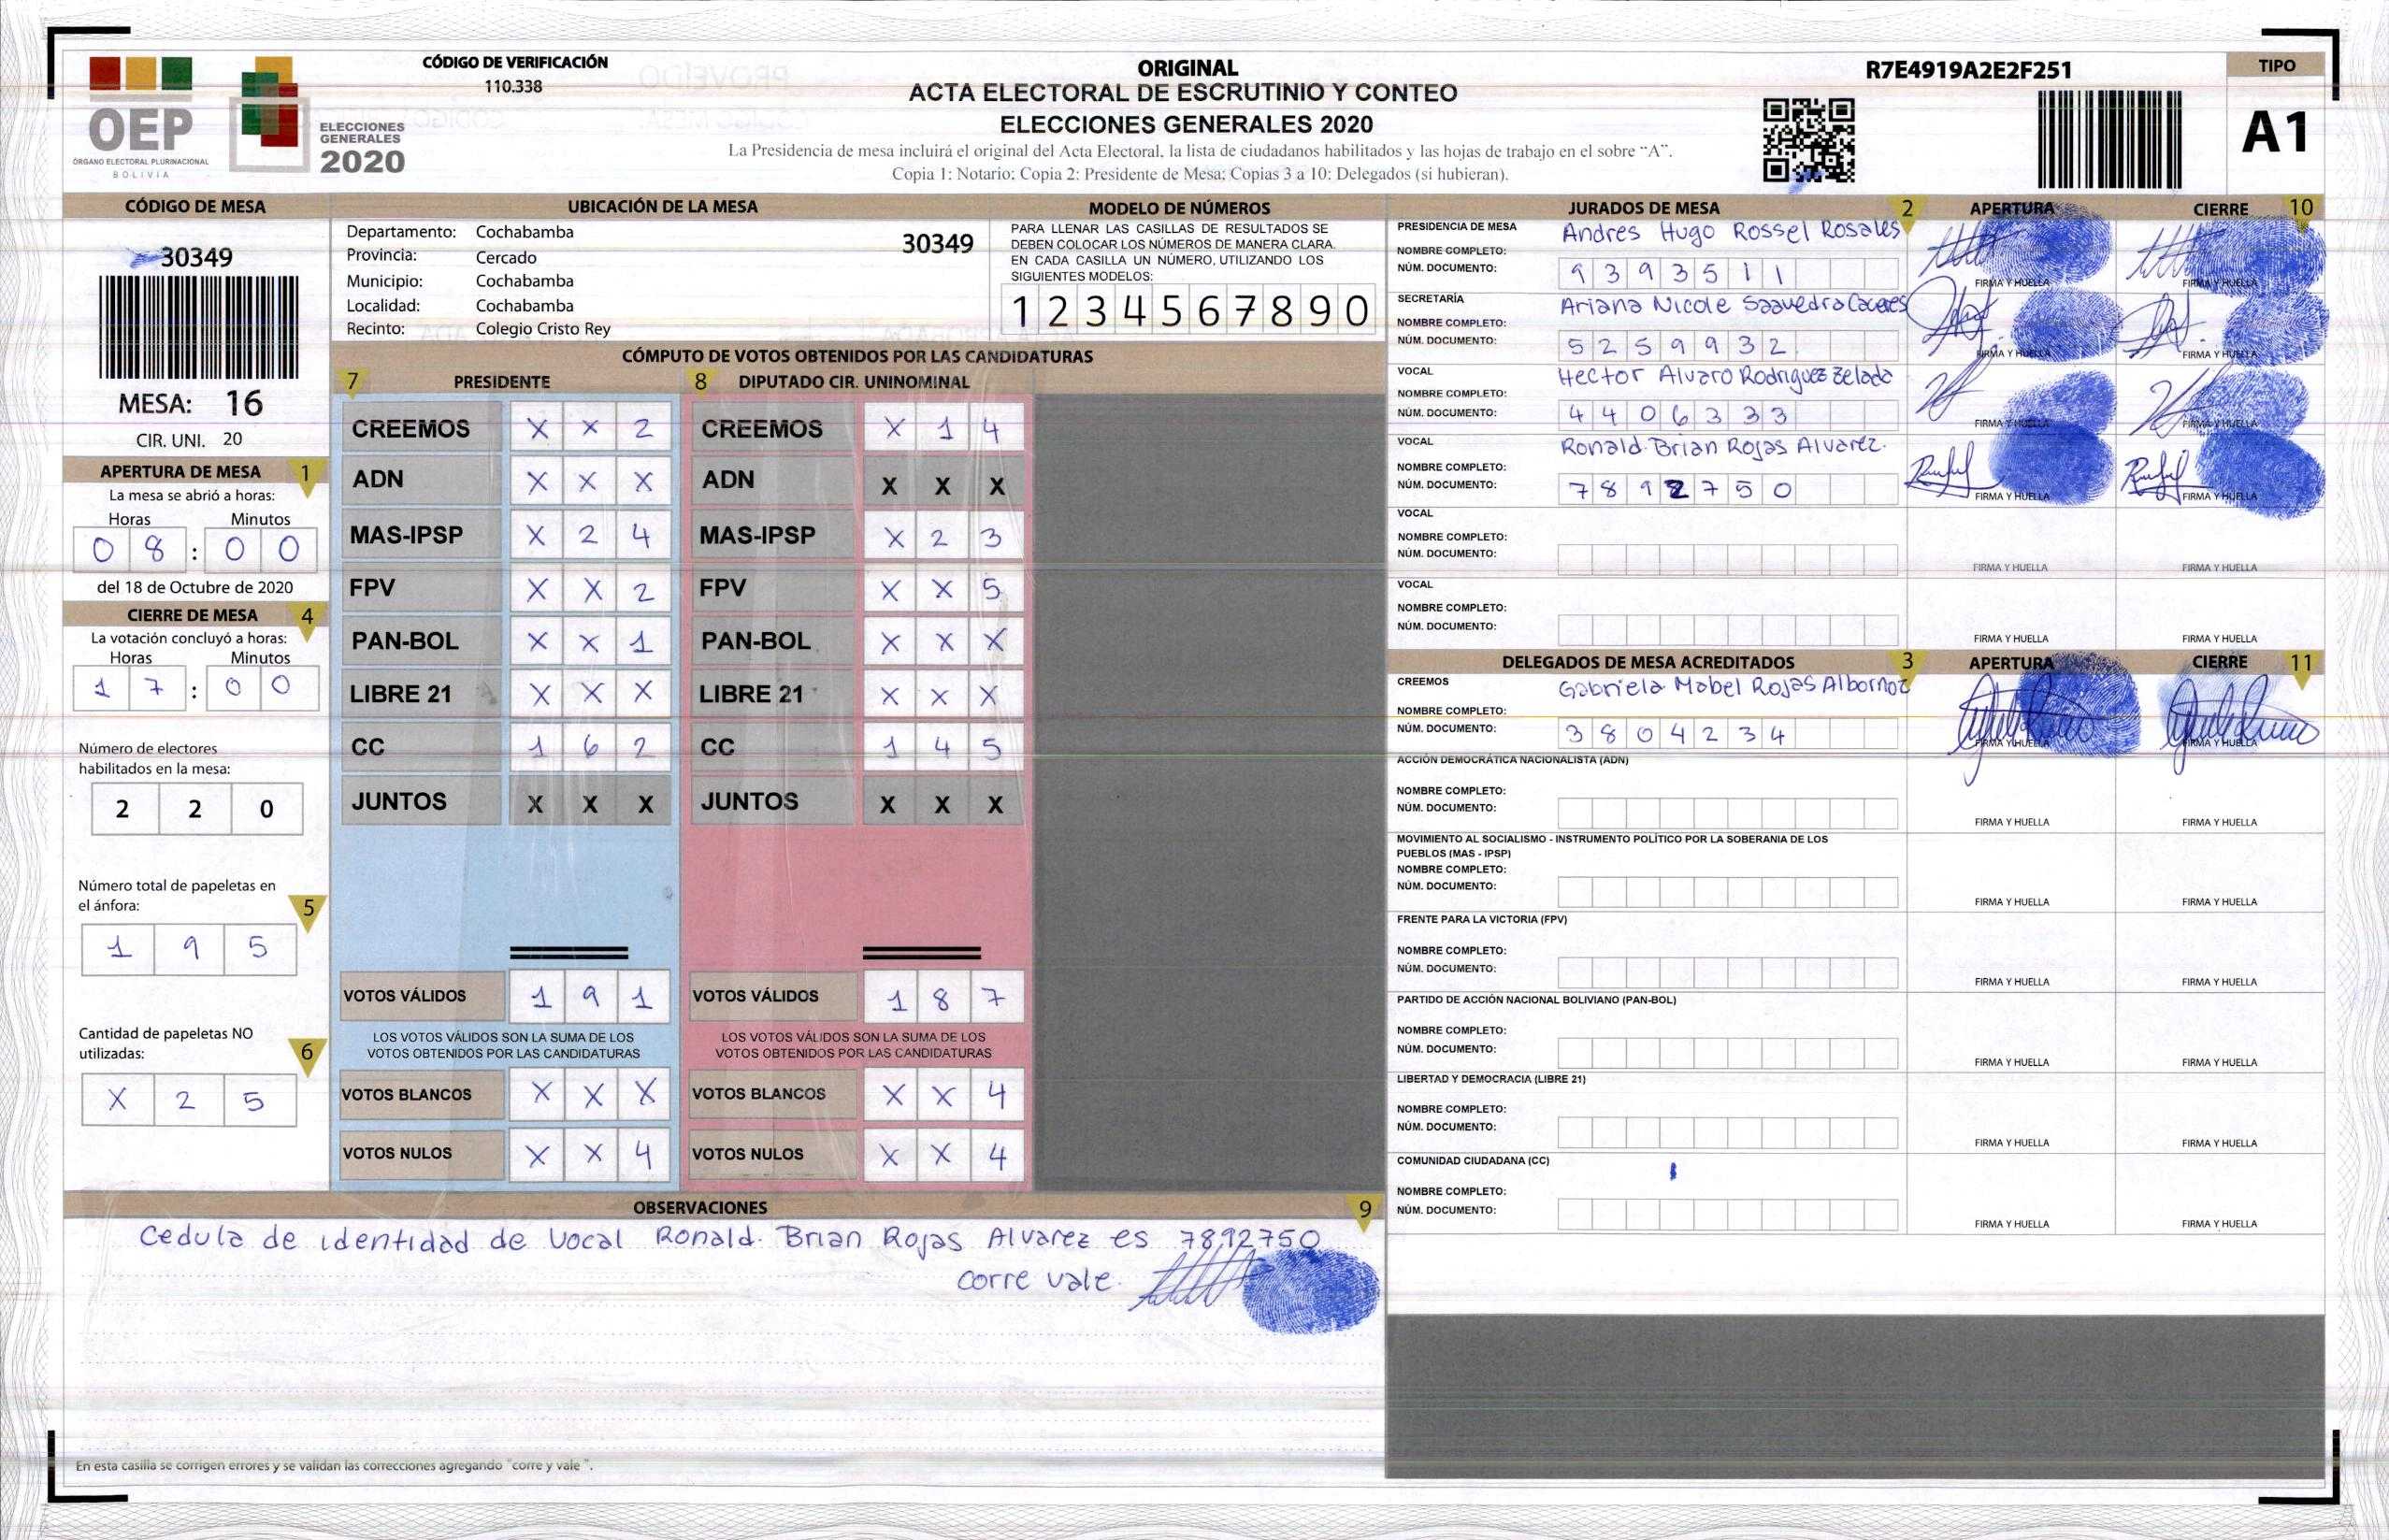 CÓDIGO DE VERIFICACIÓN
110.338
OEP
ÓRGANO ELECTORAL PLURINACIONAL
BOLIVIA
ELECCIONES
GENERALES
2020
ORIGINAL
ACTA ELECTORAL DE ESCRUTINIO Y CONTEO
ELECCIONES GENERALES 2020
La Presidencia de mesa incluirá el original del Acta Electoral, la lista de ciudadanos habilitados y las hojas de trabajo en el sobre “A”.
Copia 1: Notario; Copia 2: Presidente de Mesa; Copias 3 a 10: Delegados (si hubieran).
R7E4919A2E2F251
TIPO
A1
CÓDIGO DE MESA
30349
MESA: 16
CIR. UNI. 20
APERTURA DE MESA 1
La mesa se abrió a horas:
Horas Minutos
0 8 : 0 0
del 18 de Octubre de 2020
CIERRE DE MESA 4
La votación concluyó a horas:
Horas Minutos
1 7 : 0 0
Número de electores
habilitados en la mesa:
2 2 0
Número total de papeletas en
el ánfora: 5
1 9 5
Cantidad de papeletas NO
utilizadas: 6
X 2 5
UBICACIÓN DE LA MESA
Departamento: Cochabamba 30349
Provincia: Cercado
Municipio: Cochabamba
Localidad: Cochabamba
Recinto: Colegio Cristo Rey
MODELO DE NÚMEROS
PARA LLENAR LAS CASILLAS DE RESULTADOS SE
DEBEN COLOCAR LOS NÚMEROS DE MANERA CLARA.
EN CADA CASILLA UN NÚMERO, UTILIZANDO LOS
SIGUIENTES MODELOS:
1 2 3 4 5 6 7 8 9 0
CÓMPUTO DE VOTOS OBTENIDOS POR LAS CANDIDATURAS
7 PRESIDENTE
CREEMOS X X 2
ADN X X X
MAS-IPSP X 2 4
FPV X X 2
PAN-BOL X X 1
LIBRE 21 X X X
CC 1 6 2
JUNTOS X X X
VOTOS VÁLIDOS 1 9 1
LOS VOTOS VÁLIDOS SON LA SUMA DE LOS
VOTOS OBTENIDOS POR LAS CANDIDATURAS
VOTOS BLANCOS X X X
VOTOS NULOS X X 4
8 DIPUTADO CIR. UNINOMINAL
CREEMOS X 1 4
ADN X X X
MAS-IPSP X 2 3
FPV X X 5
PAN-BOL X X X
LIBRE 21 X X X
CC 1 4 5
JUNTOS X X X
VOTOS VÁLIDOS 1 8 7
LOS VOTOS VÁLIDOS SON LA SUMA DE LOS
VOTOS OBTENIDOS POR LAS CANDIDATURAS
VOTOS BLANCOS X X 4
VOTOS NULOS X X 4
OBSERVACIONES 9
Cedula de identidad de Vocal Ronald. Brian Rojas Alvarez es 7892750
corre vale.
En esta casilla se corrigen errores y se validan las correcciones agregando "corre y vale ".
JURADOS DE MESA 2 APERTURA CIERRE 10
PRESIDENCIA DE MESA
NOMBRE COMPLETO: Andres Hugo Rossel Rosales
NÚM. DOCUMENTO: 9 3 9 3 5 1 1
FIRMA Y HUELLA FIRMA Y HUELLA
SECRETARÍA
NOMBRE COMPLETO: Ariana Nicole Saavedra Caceres
NÚM. DOCUMENTO: 5 2 5 9 9 3 2
FIRMA Y HUELLA FIRMA Y HUELLA
VOCAL
NOMBRE COMPLETO: Hector Alvaro Rodriguez Zelada
NÚM. DOCUMENTO: 4 4 0 6 3 3 3
FIRMA Y HUELLA FIRMA Y HUELLA
VOCAL
NOMBRE COMPLETO: Ronald. Brian Rojas Alvarez.
NÚM. DOCUMENTO: 7 8 9 2 7 5 0
FIRMA Y HUELLA FIRMA Y HUELLA
VOCAL
NOMBRE COMPLETO:
NÚM. DOCUMENTO:
FIRMA Y HUELLA FIRMA Y HUELLA
VOCAL
NOMBRE COMPLETO:
NÚM. DOCUMENTO:
FIRMA Y HUELLA FIRMA Y HUELLA
DELEGADOS DE MESA ACREDITADOS 3 APERTURA CIERRE 11
CREEMOS
NOMBRE COMPLETO: Gabriela Mabel Rojas Albornoz
NÚM. DOCUMENTO: 3 8 0 4 2 3 4
FIRMA Y HUELLA FIRMA Y HUELLA
ACCIÓN DEMOCRÁTICA NACIONALISTA (ADN)
NOMBRE COMPLETO:
NÚM. DOCUMENTO:
FIRMA Y HUELLA FIRMA Y HUELLA
MOVIMIENTO AL SOCIALISMO - INSTRUMENTO POLÍTICO POR LA SOBERANIA DE LOS
PUEBLOS (MAS - IPSP)
NOMBRE COMPLETO:
NÚM. DOCUMENTO:
FIRMA Y HUELLA FIRMA Y HUELLA
FRENTE PARA LA VICTORIA (FPV)
NOMBRE COMPLETO:
NÚM. DOCUMENTO:
FIRMA Y HUELLA FIRMA Y HUELLA
PARTIDO DE ACCIÓN NACIONAL BOLIVIANO (PAN-BOL)
NOMBRE COMPLETO:
NÚM. DOCUMENTO:
FIRMA Y HUELLA FIRMA Y HUELLA
LIBERTAD Y DEMOCRACIA (LIBRE 21)
NOMBRE COMPLETO:
NÚM. DOCUMENTO:
FIRMA Y HUELLA FIRMA Y HUELLA
COMUNIDAD CIUDADANA (CC)
NOMBRE COMPLETO:
NÚM. DOCUMENTO:
FIRMA Y HUELLA FIRMA Y HUELLA